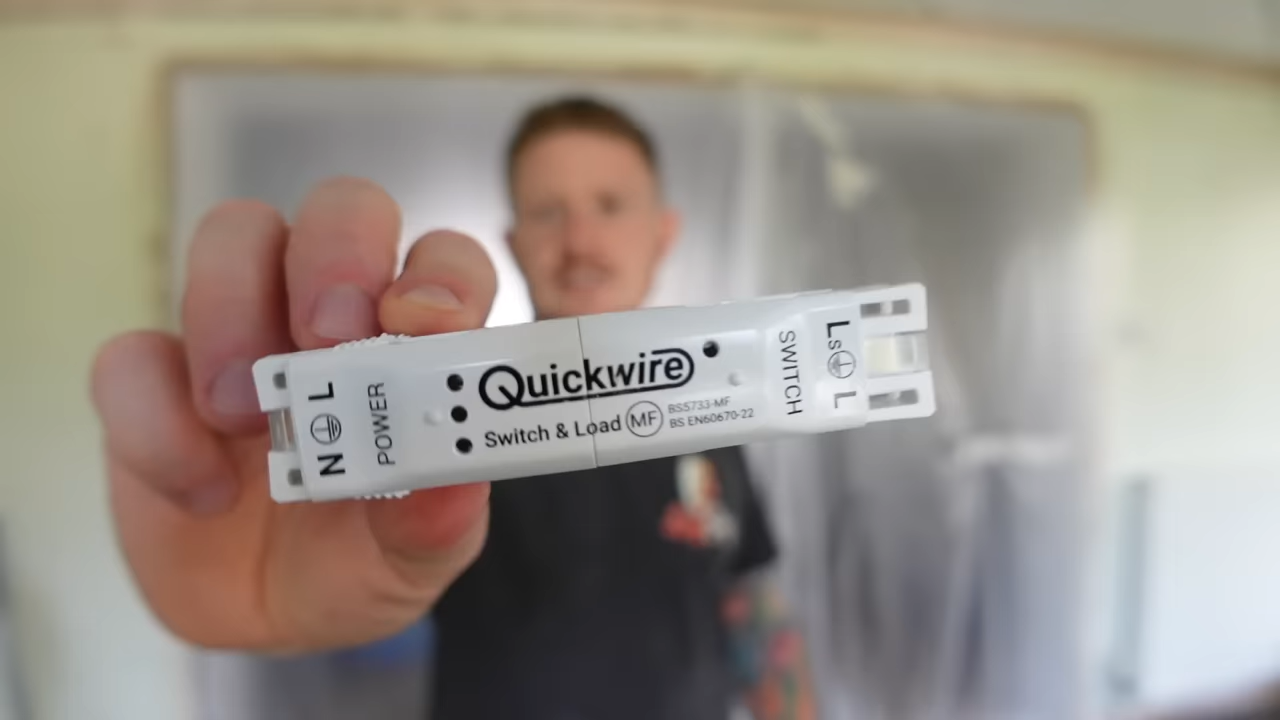 L
N
POWER
Quickwire
Switch & Load MF BS5733-MF
BS EN60670-22
SWITCH
Ls
L